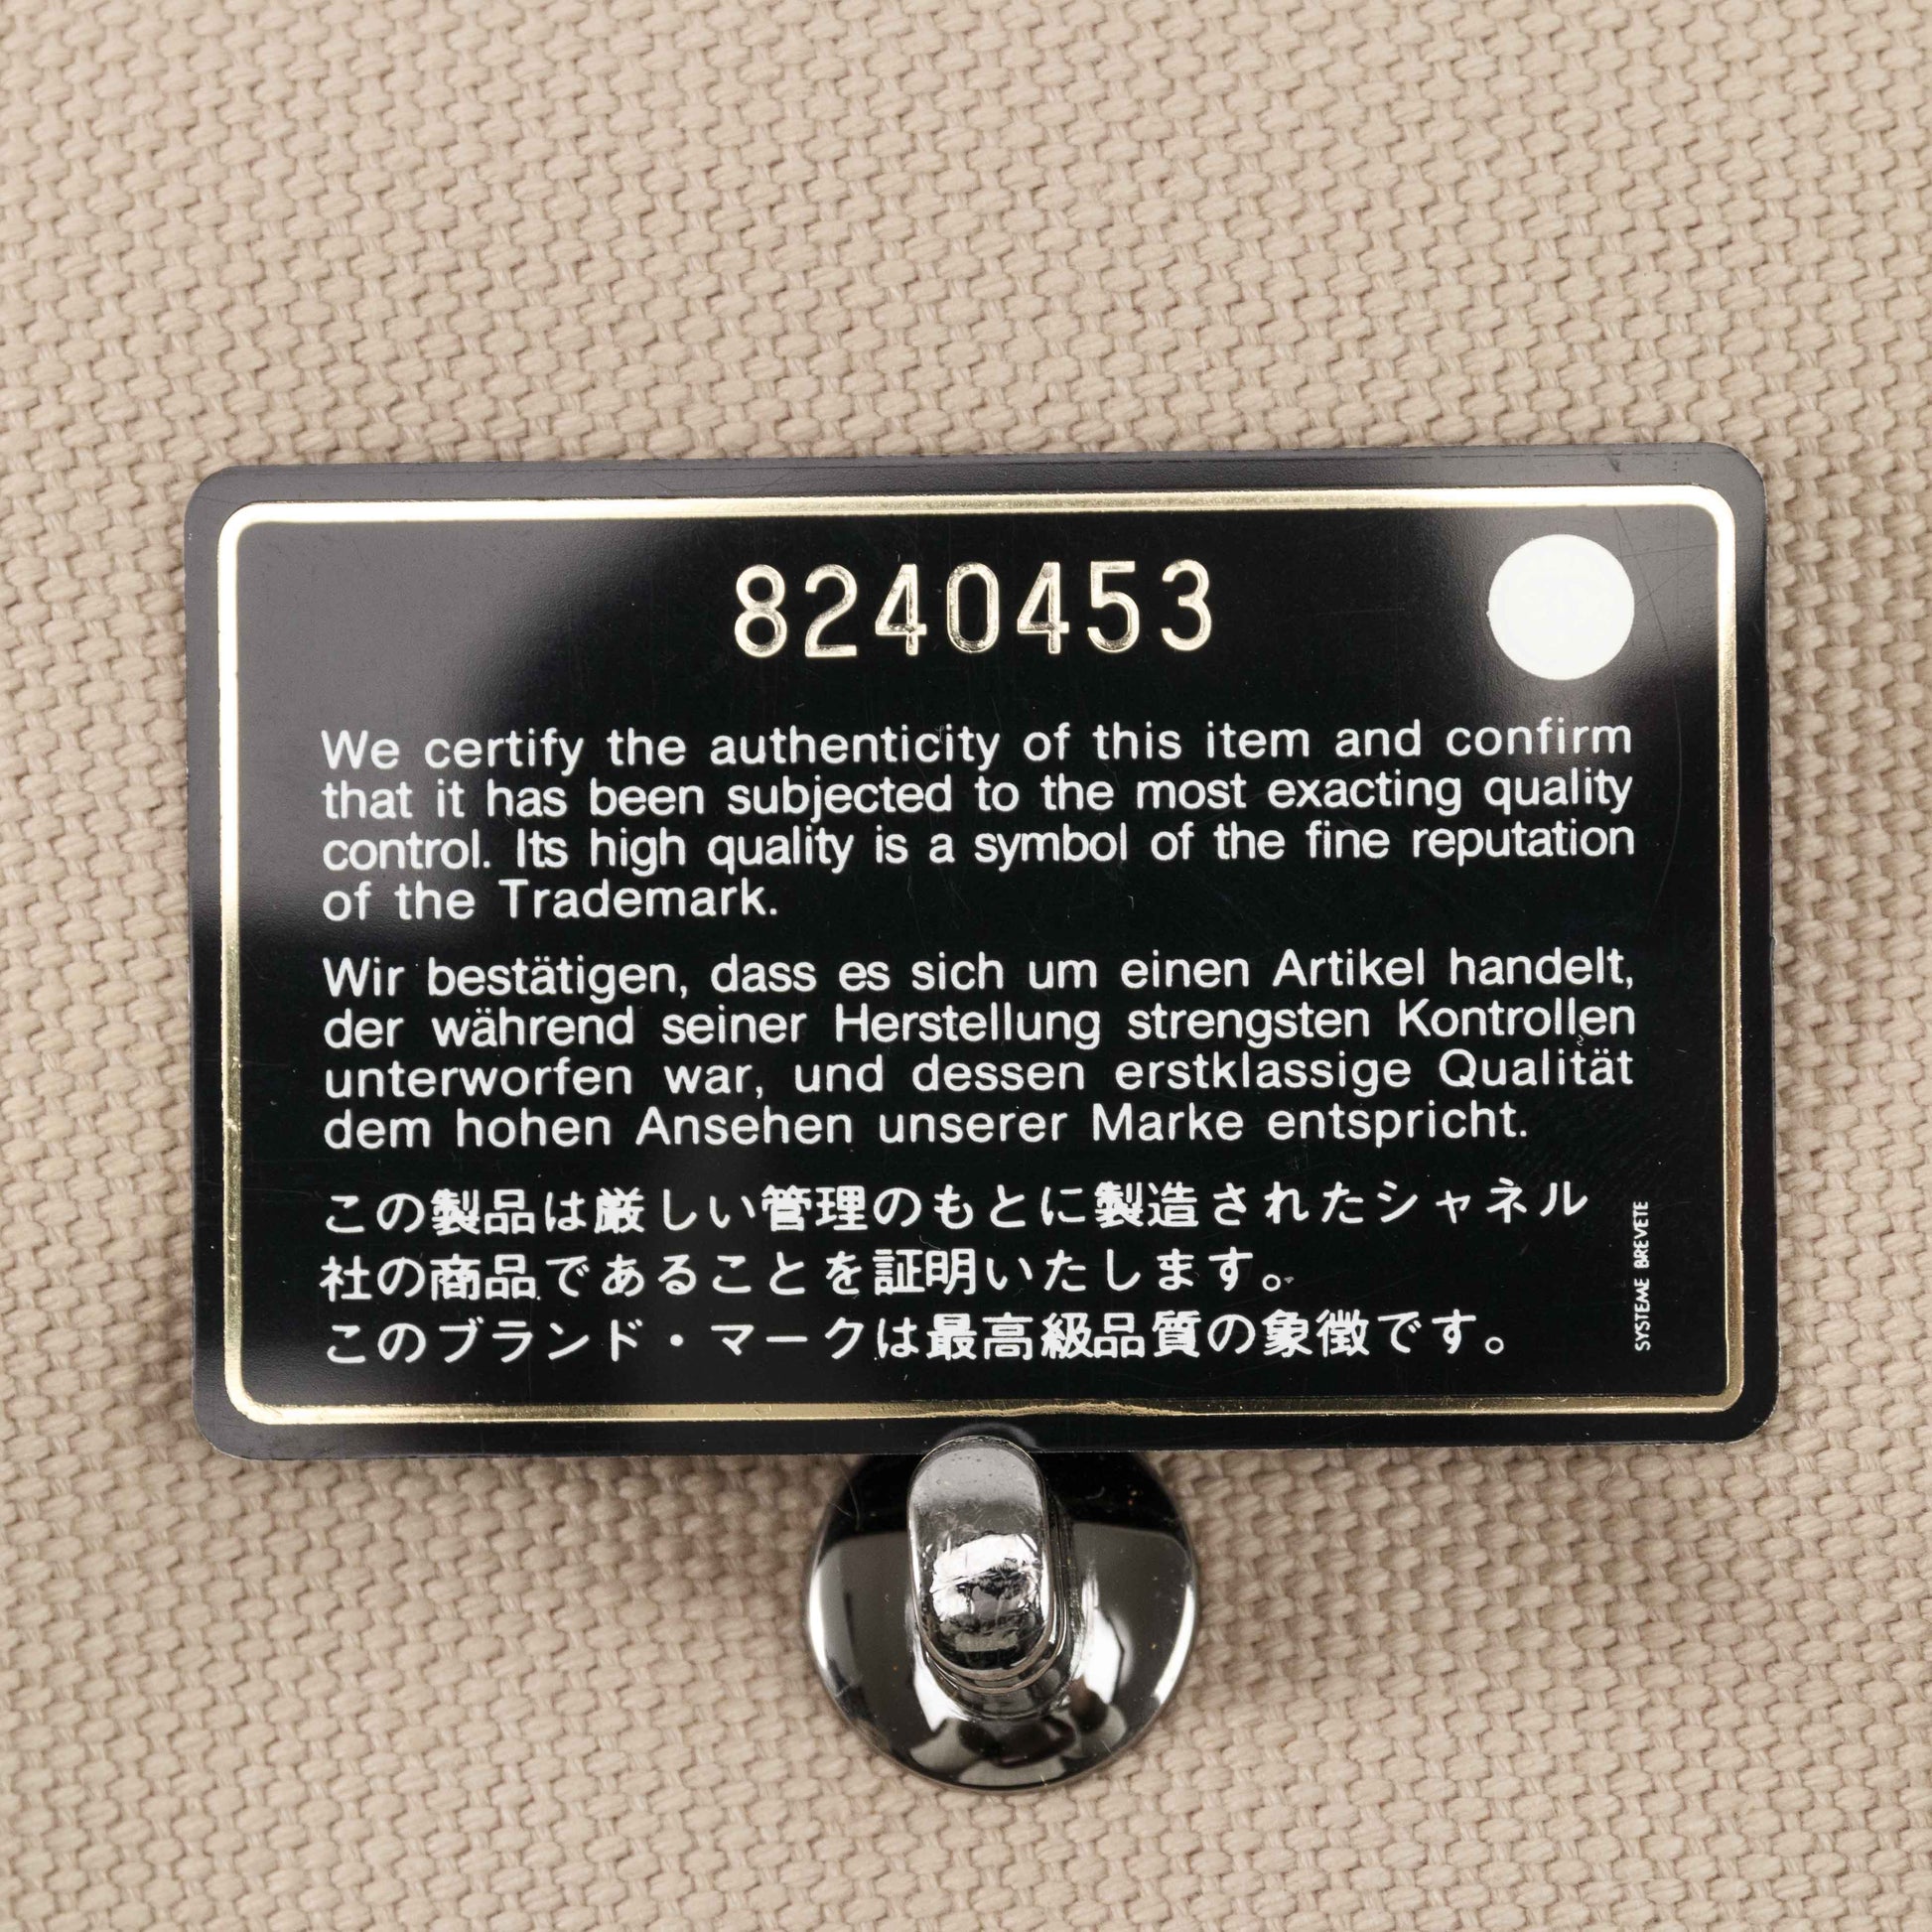 8240453
We certify the authenticity of this item and confirm
that it has been subjected to the most exacting quality
control. Its high quality is a symbol of the fine reputation
of the Trademark.
Wir bestätigen, dass es sich um einen Artikel handelt,
der während seiner Herstellung strengsten Kontrollen
unterworfen war, und dessen erstklassige Qualität
dem hohen Ansehen unserer Marke entspricht.
この製品は厳しい管理のもとに製造されたシャネル
社の商品であることを証明いたします。
このブランド・マークは最高級品質の象徴です。
SYSTEME BREVETE